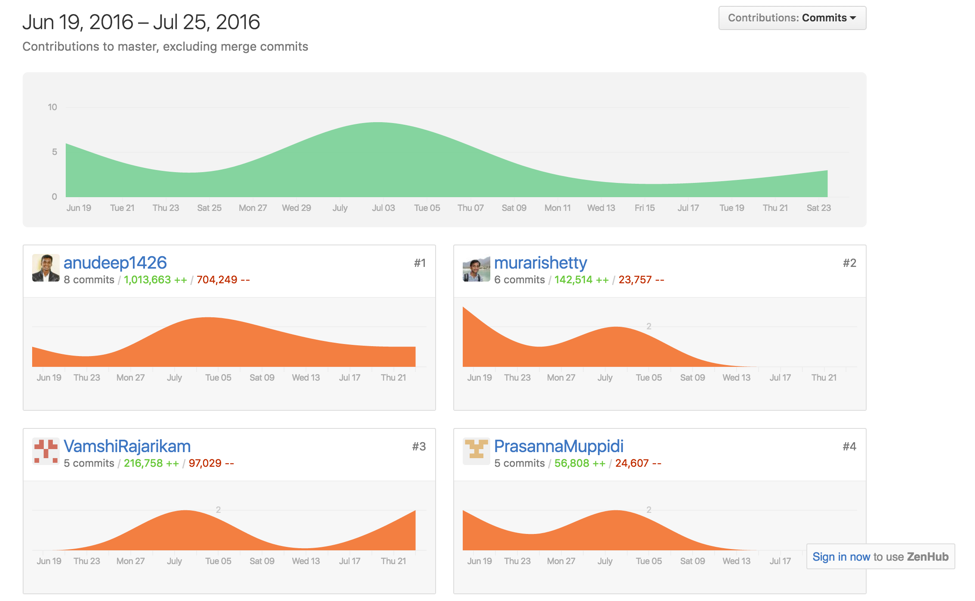 Jun 19, 2016 – Jul 25, 2016
Contributions: Commits
Contributions to master, excluding merge commits
10
5
0
Jun 19 Tue 21 Thu 23 Sat 25 Mon 27 Wed 29 July Jul 03 Tue 05 Thu 07 Sat 09 Mon 11 Wed 13 Fri 15 Jul 17 Tue 19 Thu 21 Sat 23
anudeep1426 #1
8 commits / 1,013,663 ++ / 704,249 --
Jun 19 Thu 23 Mon 27 July Tue 05 Sat 09 Wed 13 Jul 17 Thu 21
murarishetty #2
6 commits / 142,514 ++ / 23,757 --
2
Jun 19 Thu 23 Mon 27 July Tue 05 Sat 09 Wed 13 Jul 17 Thu 21
VamshiRajarikam #3
5 commits / 216,758 ++ / 97,029 --
2
Jun 19 Thu 23 Mon 27 July Tue 05 Sat 09 Wed 13 Jul 17 Thu 21
PrasannaMuppidi #4
5 commits / 56,808 ++ / 24,607 --
2
Jun 19 Thu 23 Mon 27 July Tue 05 Sat 09 Wed 13 Jul 17
Sign in now to use ZenHub